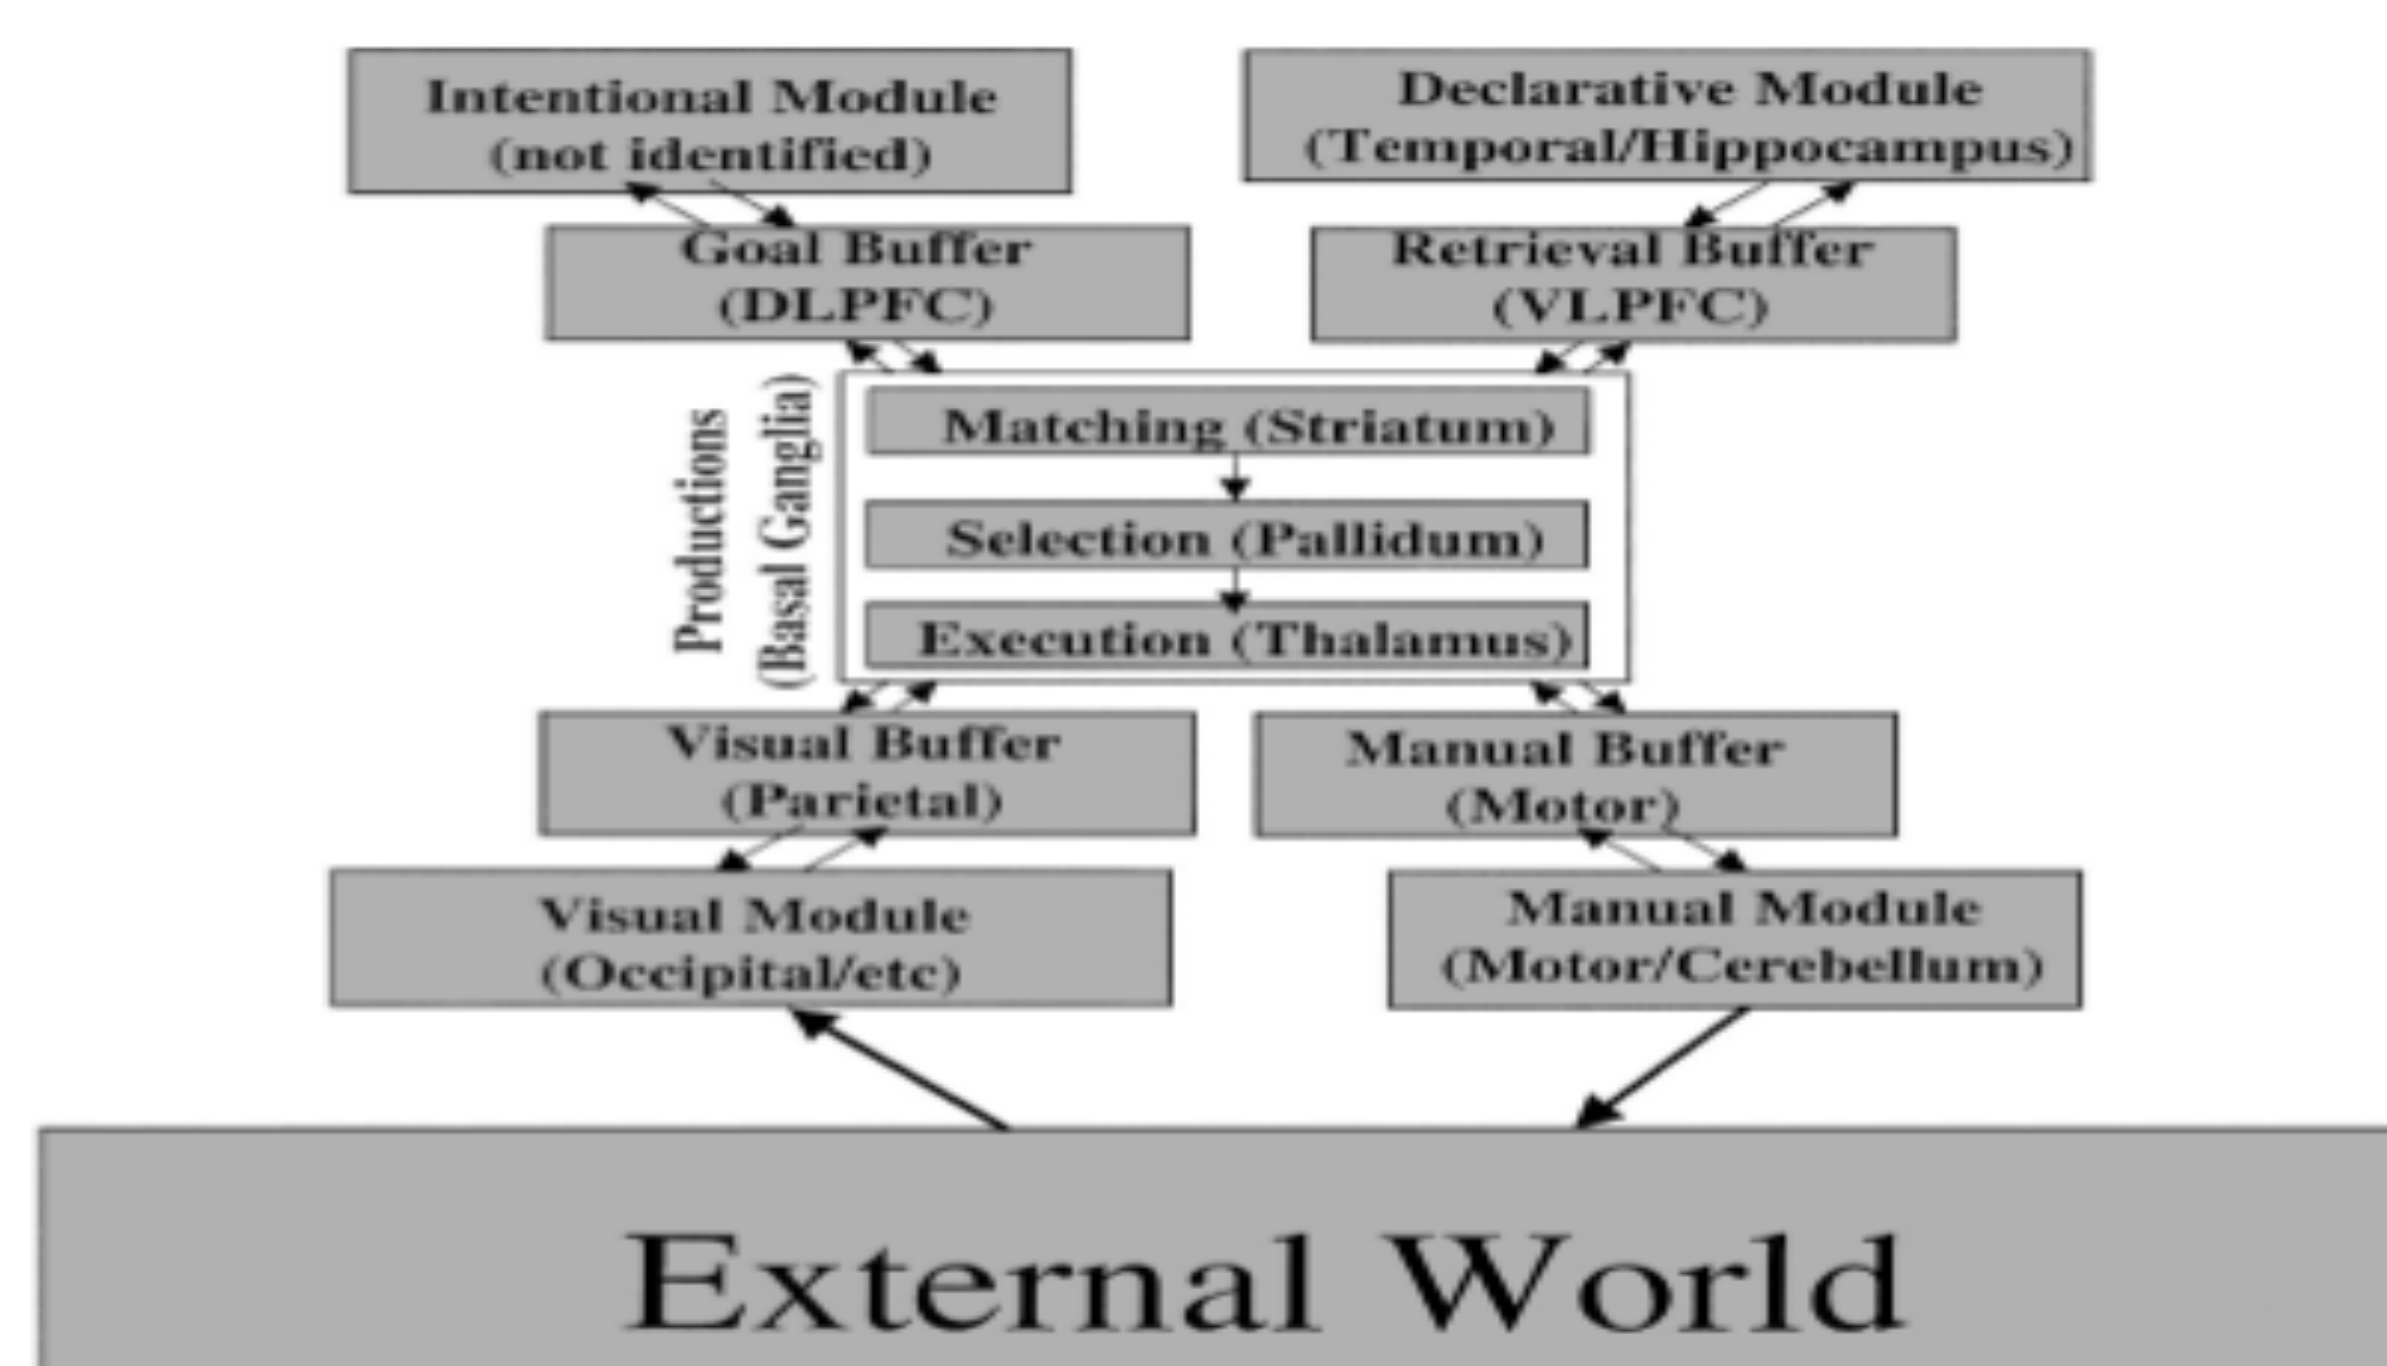 Intentional Module
(not identified)
Declarative Module
(Temporal/Hippocampus)
Goal Buffer
(DLPFC)
Retrieval Buffer
(VLPFC)
Productions
(Basal Ganglia)
Matching (Striatum)
Selection (Pallidum)
Execution (Thalamus)
Visual Buffer
(Parietal)
Manual Buffer
(Motor)
Visual Module
(Occipital/etc)
Manual Module
(Motor/Cerebellum)
External World